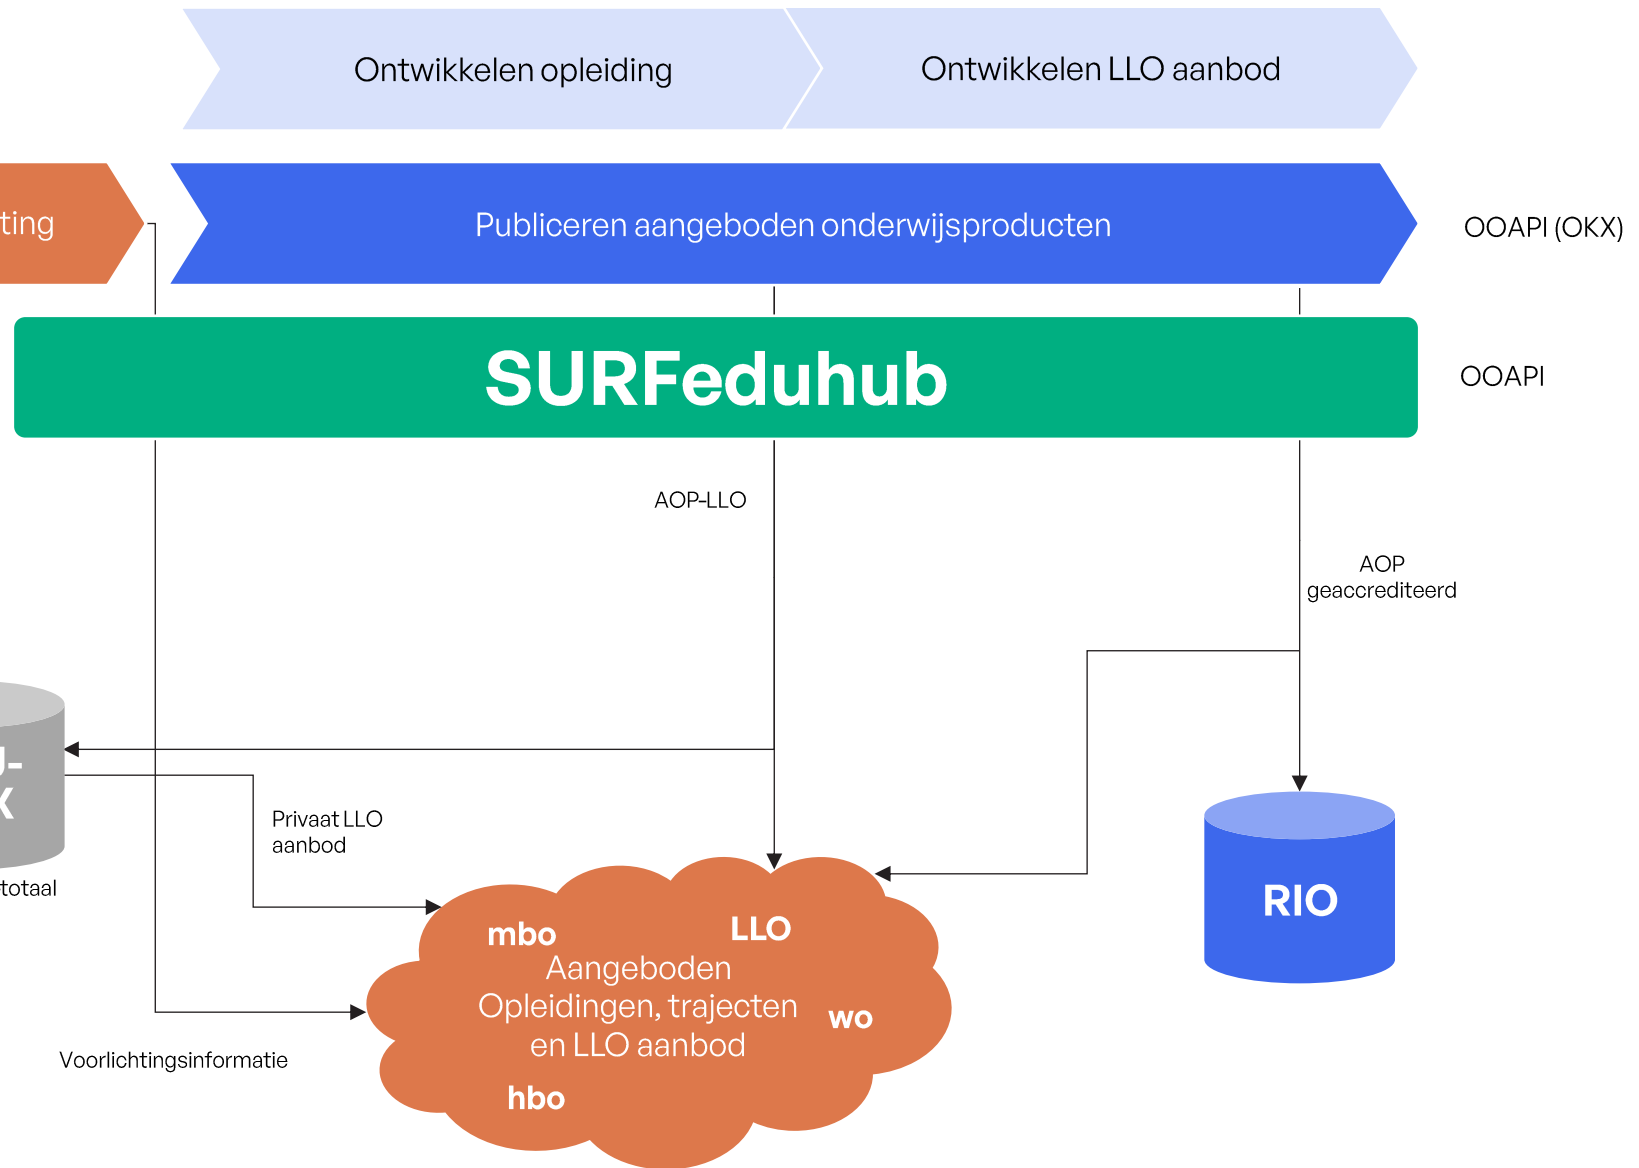 Ontwikkelen opleiding
Ontwikkelen LLO aanbod
ting
Publiceren aangeboden onderwijsproducten
OOAPI (OKX)
SURFeduhub
OOAPI
AOP-LLO
AOP
geaccrediteerd
U-
X
Privaat LLO
aanbod
totaal
RIO
mbo
LLO
Aangeboden
Opleidingen, trajecten
wo
en LLO aanbod
Voorlichtingsinformatie
hbo